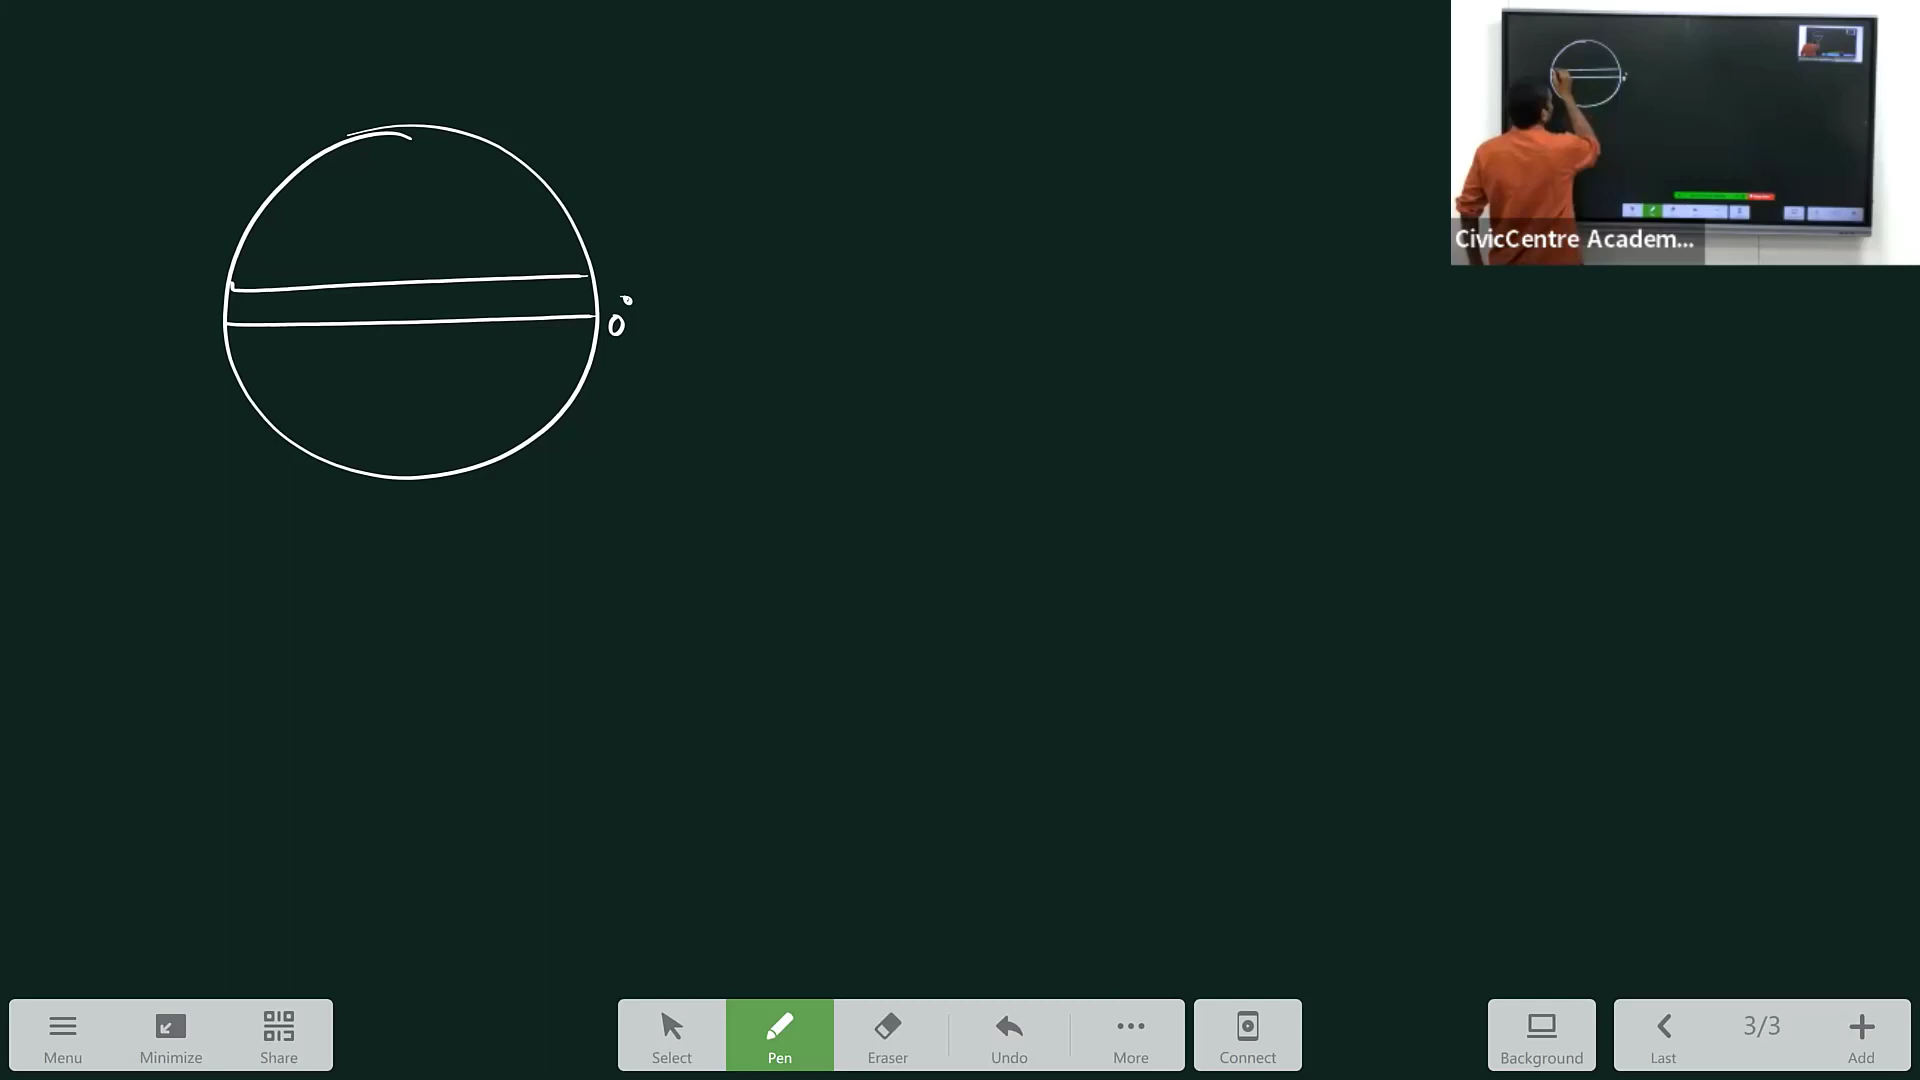 0°
CivicCentre Academ...
Menu
Minimize
Share
Select
Pen
Eraser
Undo
More
Connect
Background
Last
3/3
Add